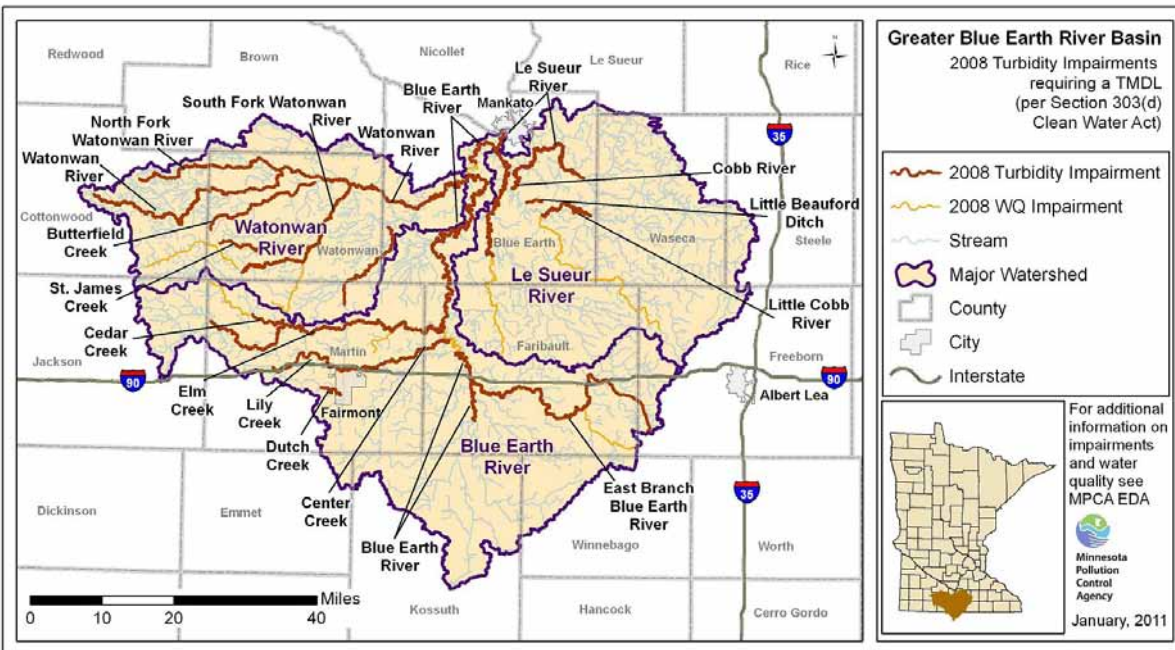 Redwood
Brown
Nicollet
Le Sueur
Rice
Le Sueur
River
Blue Earth
River
Mankato
South Fork Watonwan
River
North Fork
Watonwan River
Watonwan
River
Watonwan
River
35
Cobb River
Little Beauford
Ditch
Cottonwood
Butterfield
Creek
Watonwan
River
Watonwan
Blue Earth
Waseca
Steele
Le Sueur
River
St. James
Creek
Little Cobb
River
Cedar
Creek
Martin
Faribault
Freeborn
Jackson
90
90
Elm
Creek
Lily
Creek
Fairmont
Albert Lea
Dutch
Creek
Blue Earth
River
Center
Creek
East Branch
Blue Earth
River
35
Dickinson
Emmet
Blue Earth
River
Winnebago
Worth
Kossuth
Hancock
Cerro Gordo
Miles
0 10 20 40
N
Greater Blue Earth River Basin
2008 Turbidity Impairments
requiring a TMDL
(per Section 303(d)
Clean Water Act)
2008 Turbidity Impairment
2008 WQ Impairment
Stream
Major Watershed
County
City
Interstate
For additional
information on
impairments
and water
quality see
MPCA EDA
Minnesota
Pollution
Control
Agency
January, 2011